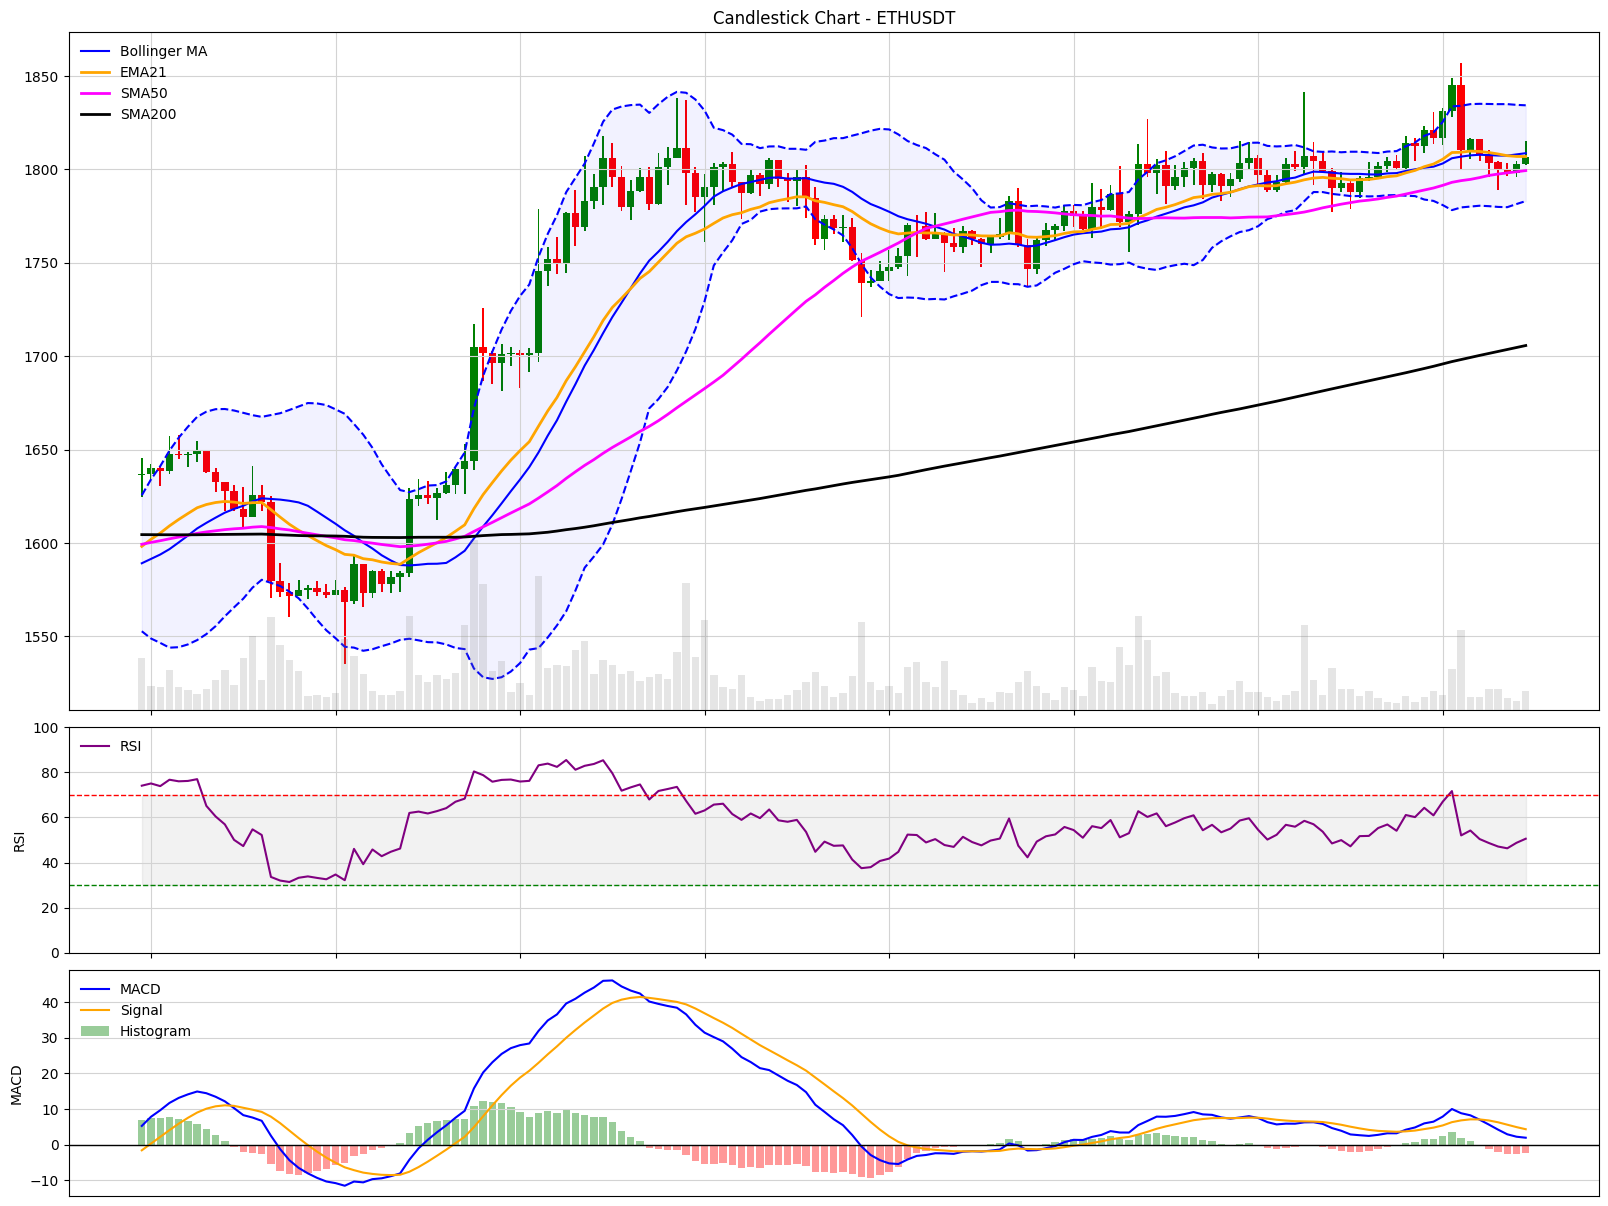 Candlestick Chart - ETHUSDT
Bollinger MA
EMA21
SMA50
SMA200
1850
1800
1750
1700
1650
1600
1550
RSI
100
80
60
40
20
0
RSI
MACD
Signal
Histogram
40
30
20
10
0
−10
MACD